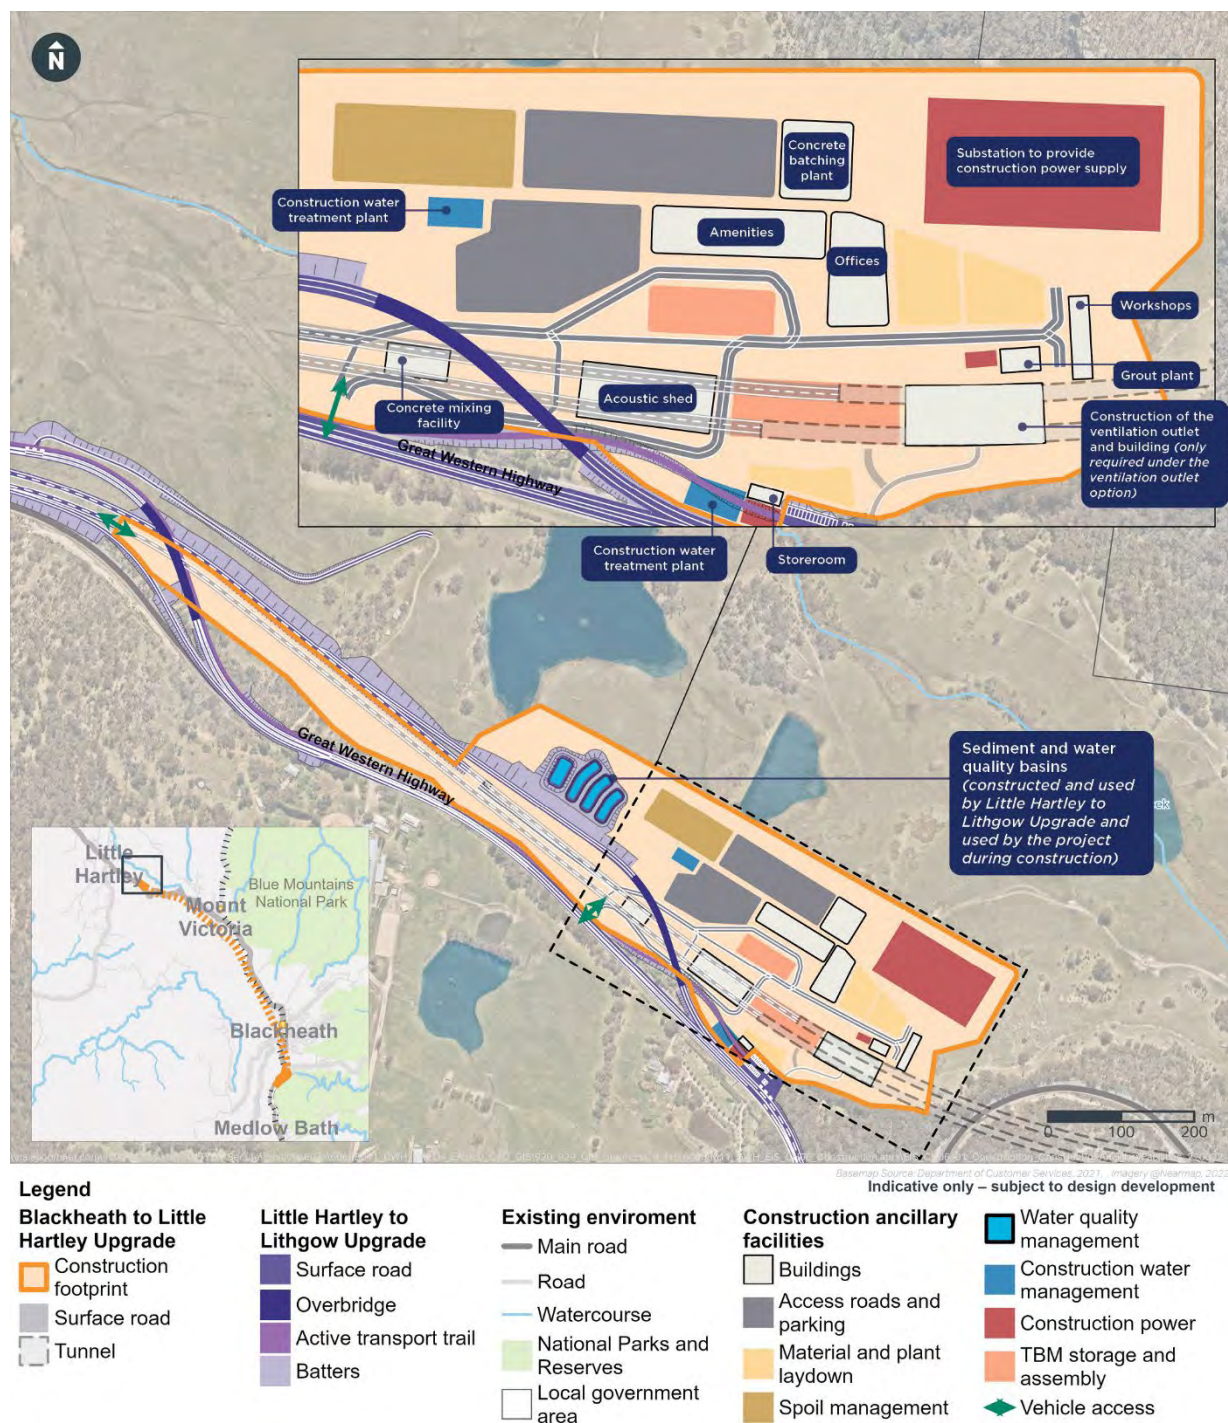 N
Concrete
batching
plant
Substation to provide
construction power supply
Construction water
treatment plant
Amenities
Offices
Workshops
Grout plant
Acoustic shed
Concrete mixing
facility
Construction of the
ventilation outlet
and building (only
required under the
ventilation outlet
option)
Great Western Highway
Construction water
treatment plant
Storeroom
Great Western Highway
Sediment and water
quality basins
(constructed and used
by Little Hartley to
Lithgow Upgrade and
used by the project
during construction)
Little
Hartley
Blue Mountains
National Park
Mount
Victoria
Blackheath
Medlow Bath
m
0 100 200
Basemap Source: Department of Customer Services, 2021,
Indicative only – subject to design development
Legend
Blackheath to Little
Hartley Upgrade
Construction
footprint
Surface road
Tunnel
Little Hartley to
Lithgow Upgrade
Surface road
Overbridge
Active transport trail
Batters
Existing enviroment
Main road
Road
Watercourse
National Parks and
Reserves
Local government
area
Construction ancillary
facilities
Buildings
Access roads and
parking
Material and plant
laydown
Spoil management
Water quality
management
Construction water
management
Construction power
TBM storage and
assembly
Vehicle access